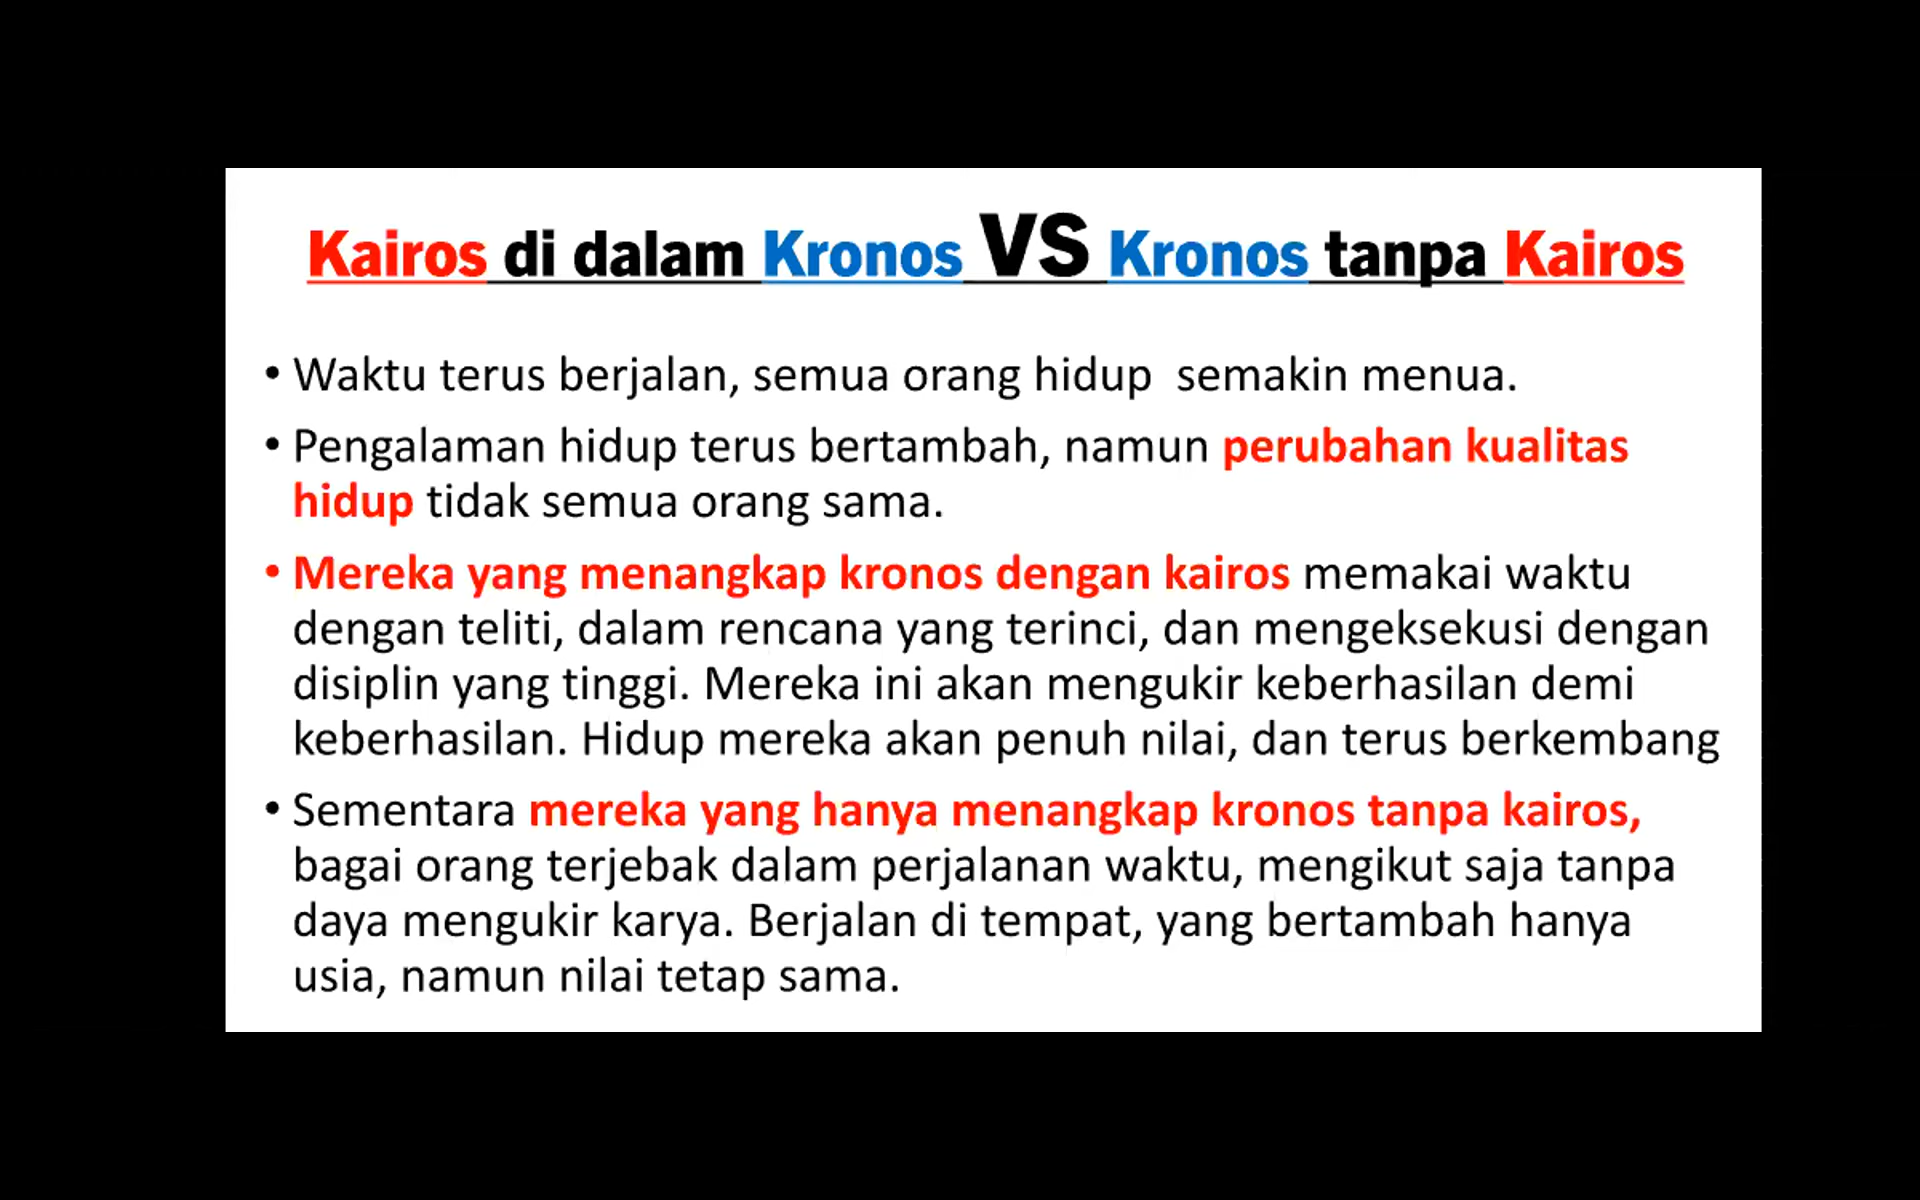 Kairos di dalam Kronos VS Kronos tanpa Kairos
• Waktu terus berjalan, semua orang hidup  semakin menua.
• Pengalaman hidup terus bertambah, namun perubahan kualitas
hidup tidak semua orang sama.
• Mereka yang menangkap kronos dengan kairos memakai waktu
dengan teliti, dalam rencana yang terinci, dan mengeksekusi dengan
disiplin yang tinggi. Mereka ini akan mengukir keberhasilan demi
keberhasilan. Hidup mereka akan penuh nilai, dan terus berkembang
• Sementara mereka yang hanya menangkap kronos tanpa kairos,
bagai orang terjebak dalam perjalanan waktu, mengikut saja tanpa
daya mengukir karya. Berjalan di tempat, yang bertambah hanya
usia, namun nilai tetap sama.